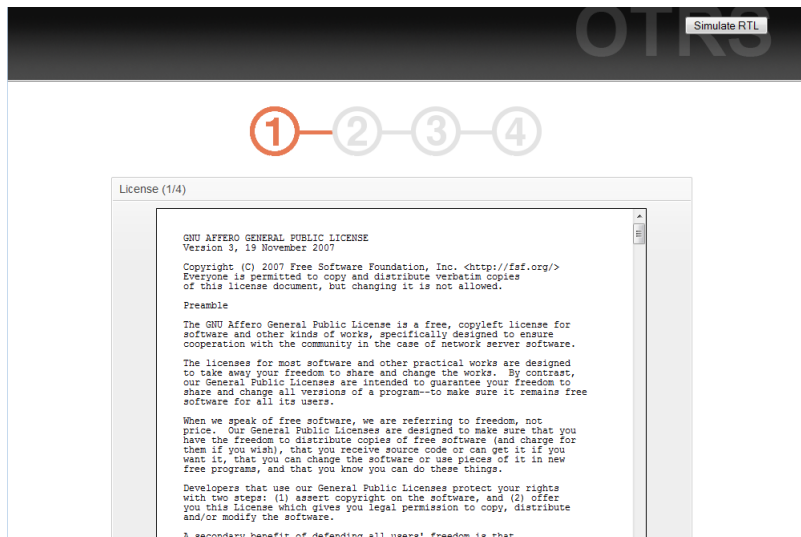 OTRS
Simulate RTL
1 2 3 4
License (1/4)
GNU AFFERO GENERAL PUBLIC LICENSE
Version 3, 19 November 2007
Copyright (C) 2007 Free Software Foundation, Inc. <http://fsf.org/>
Everyone is permitted to copy and distribute verbatim copies
of this license document, but changing it is not allowed.
Preamble
The GNU Affero General Public License is a free, copyleft license for
software and other kinds of works, specifically designed to ensure
cooperation with the community in the case of network server software.
The licenses for most software and other practical works are designed
to take away your freedom to share and change the works.  By contrast,
our General Public Licenses are intended to guarantee your freedom to
share and change all versions of a program--to make sure it remains free
software for all its users.
When we speak of free software, we are referring to freedom, not
price.  Our General Public Licenses are designed to make sure that you
have the freedom to distribute copies of free software (and charge for
them if you wish), that you receive source code or can get it if you
want it, that you can change the software or use pieces of it in new
free programs, and that you know you can do these things.
Developers that use our General Public Licenses protect your rights
with two steps: (1) assert copyright on the software, and (2) offer
you this License which gives you legal permission to copy, distribute
and/or modify the software.
A secondary benefit of defending all users' freedom is that